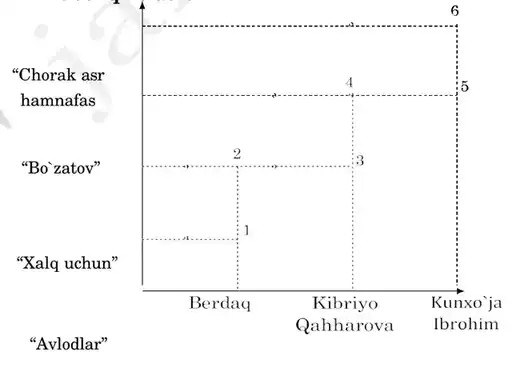 6
“Chorak asr
hamnafas
4
5
“Bo`zatov”
2
3
1
“Xalq uchun”
Berdaq
Kibriyo
Qahharova
Kunxo`ja
Ibrohim
“Avlodlar”